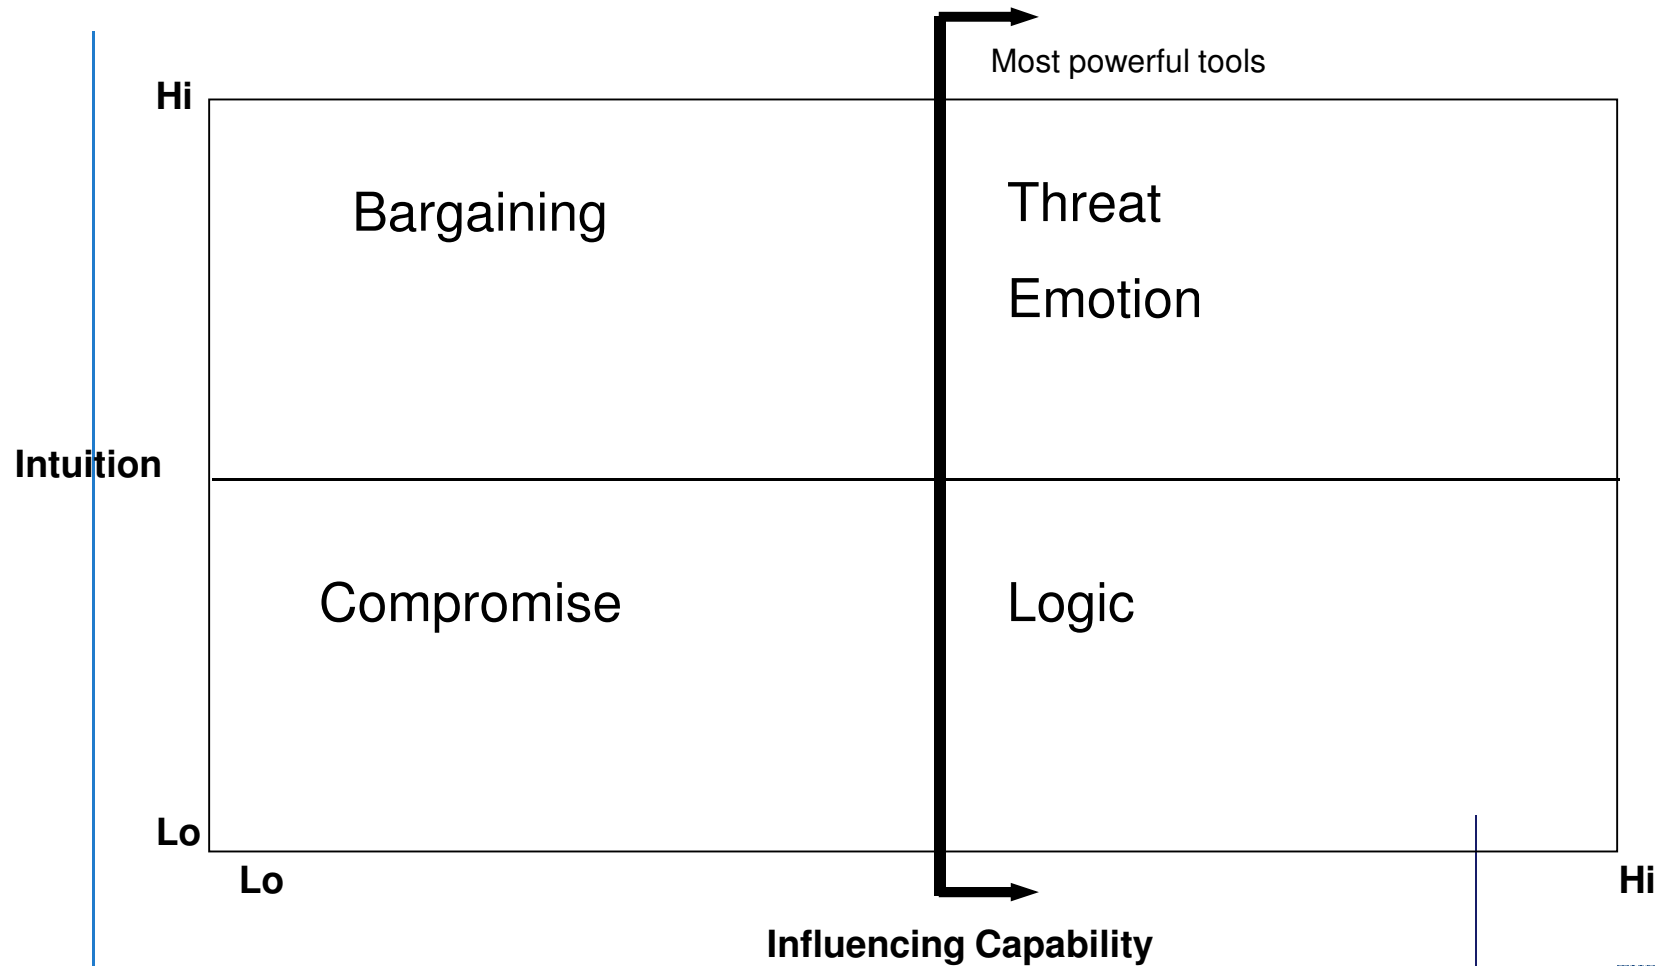 Most powerful tools
Hi
Bargaining
Threat
Emotion
Intuition
Compromise
Logic
Lo
Lo
Hi
Influencing Capability